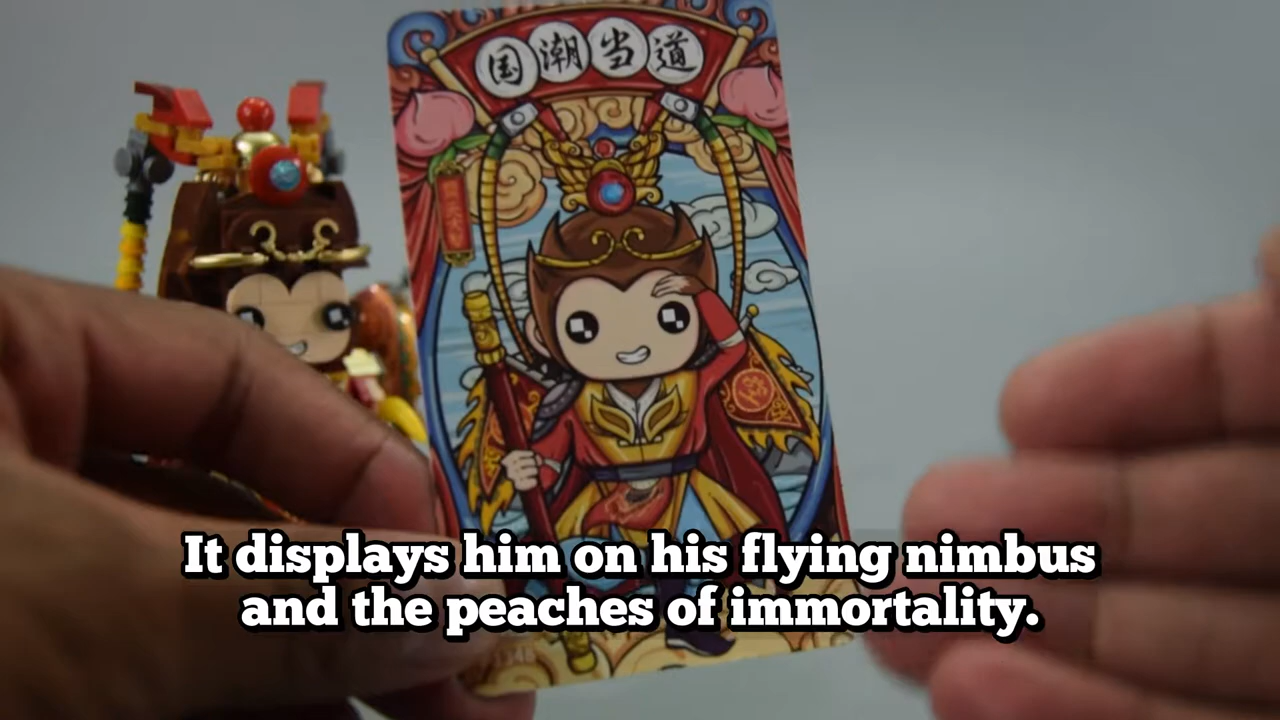 国潮当道
It displays him on his flying nimbus
and the peaches of immortality.